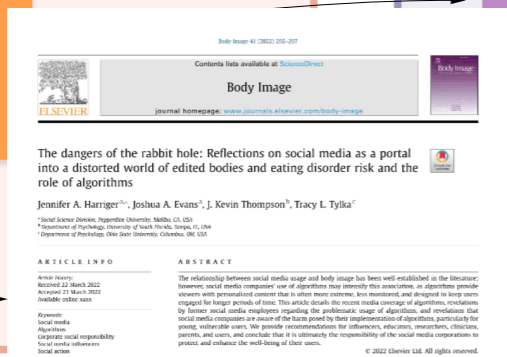 Body Image 41 (2022) 292–297
Contents lists available at ScienceDirect
Body Image
Body Image
ELSEVIER
journal homepage: www.journals.elsevier.com/body-image
The dangers of the rabbit hole: Reflections on social media as a portal
into a distorted world of edited bodies and eating disorder risk and the
role of algorithms
Jennifer A. Harriger, Joshua A. Evans, J. Kevin Thompson, Tracy L. Tylka
a Social Science Division, Pepperdine University, Malibu, CA, USA
b Department of Psychology, University of South Florida, Tampa, FL, USA
c Department of Psychology, Ohio State University, Columbus, OH, USA
ARTICLE INFO
Article history:
Received 22 March 2022
Accepted 23 March 2022
Available online xxxx
Keywords:
Social media
Algorithms
Corporate social responsibility
Social media influencers
Social action
ABSTRACT
The relationship between social media usage and body image has been well-established in the literature;
however, social media companies' use of algorithms may intensify this association, as algorithms provide
viewers with personalized content that is often more extreme, less monitored, and designed to keep users
engaged for longer periods of time. This article details the recent media coverage of algorithms, revelations
by former social media employees regarding the problematic usage of algorithms, and revelations that
social media companies are aware of the harm posed by their implementation of algorithms, particularly for
young, vulnerable users. We provide recommendations for influencers, educators, researchers, clinicians,
parents, and users, and conclude that it is ultimately the responsibility of the social media corporations to
protect and enhance the well-being of their users.
© 2022 Elsevier Ltd. All rights reserved.